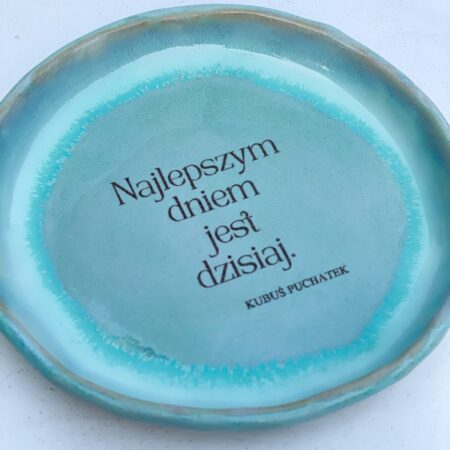 Najlepszym
dniem
jest
dzisiaj.
KUBUŚ PUCHATEK